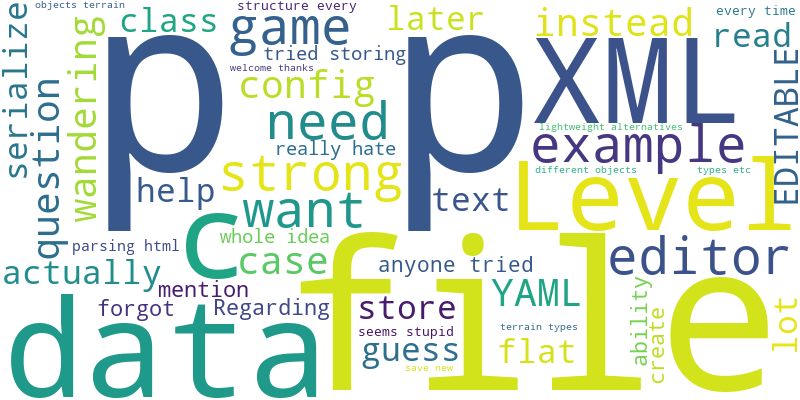 objects terrain
structure every
every time
class
game
later
instead
read
tried storing
welcome thanks
serialize
wandering
p p
XML
config
need
question
really hate
lightweight alternatives
example
EDITABLE
strong
different objects
types etc
help
want
text
Level
c
whole idea
parsing html
case
anyone tried
editor
actually
mention
file
YAML
ability
forgot
Regarding
store
data
seems stupid
terrain types
create
lot
guess
flat
save new